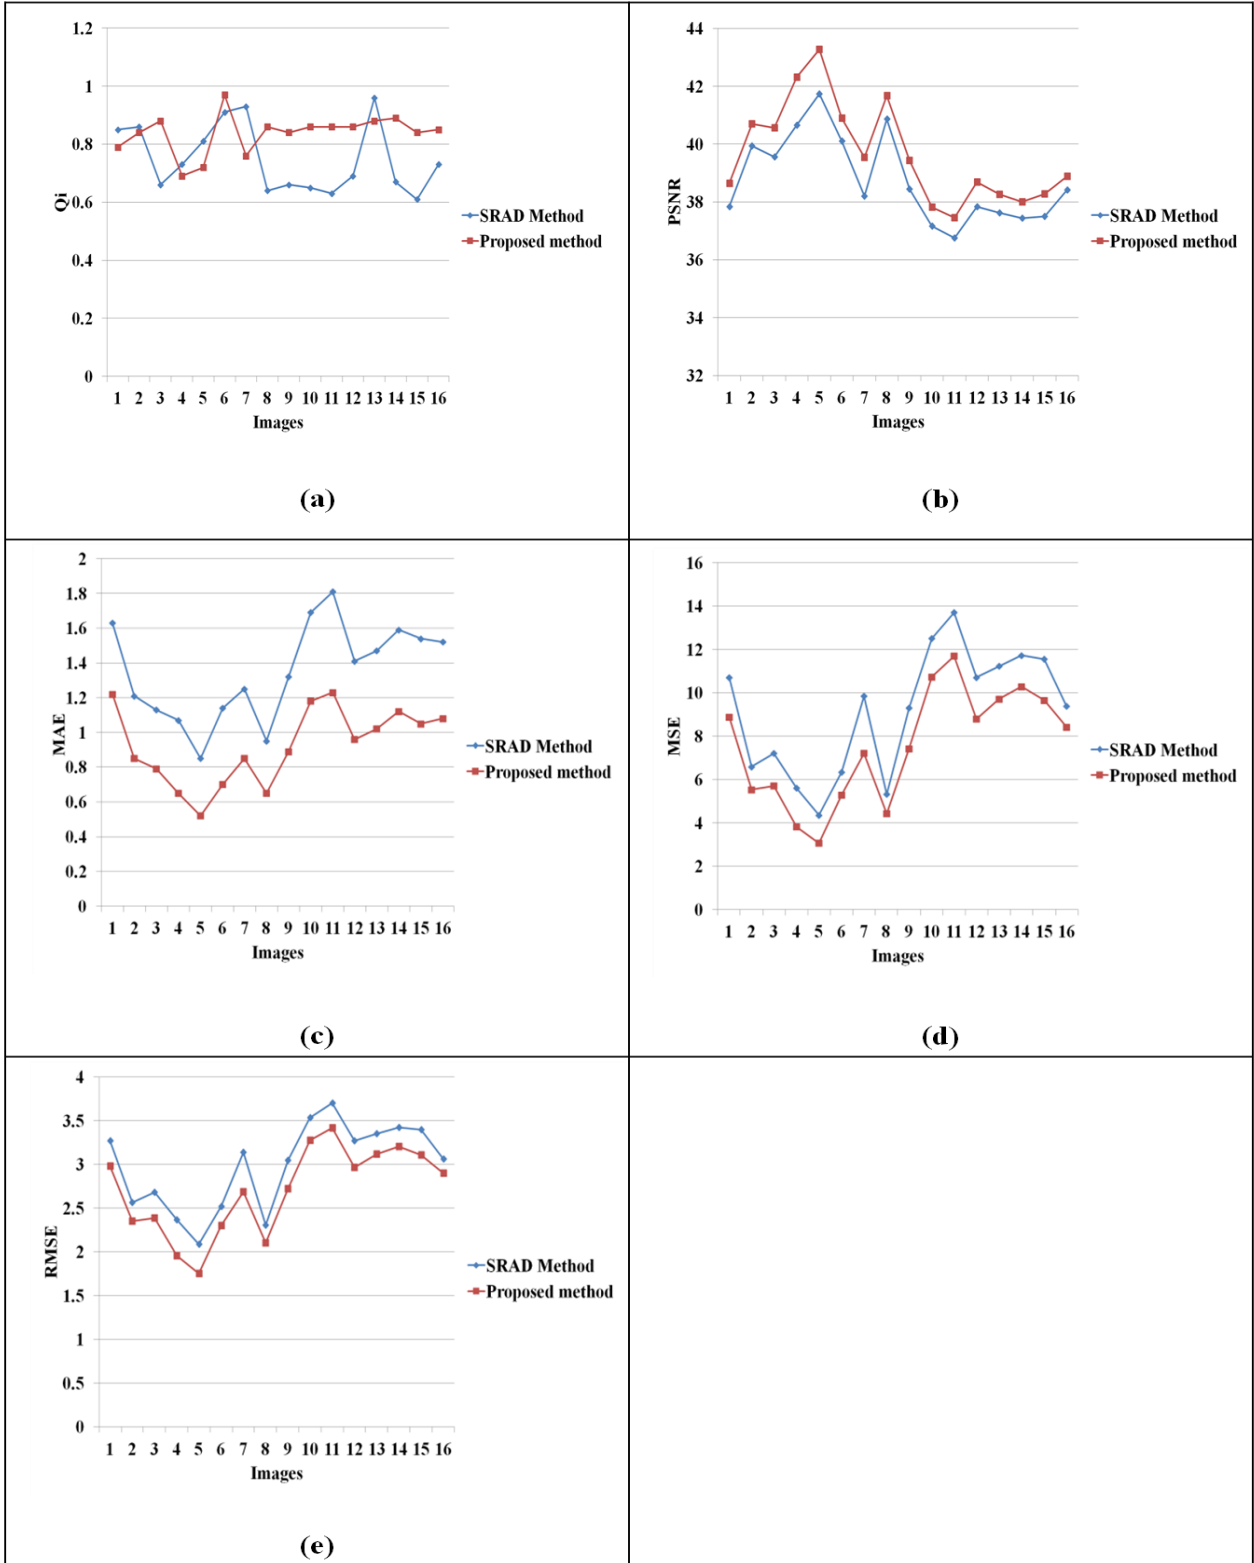 1.2
1
0.8
0.6
0.4
0.2
0
Qi
1 2 3 4 5 6 7 8 9 10 11 12 13 14 15 16
Images
SRAD Method
Proposed method
(a)
44
42
40
38
36
34
32
PSNR
1 2 3 4 5 6 7 8 9 10 11 12 13 14 15 16
Images
SRAD Method
Proposed method
(b)
2
1.8
1.6
1.4
1.2
1
0.8
0.6
0.4
0.2
0
MAE
1 2 3 4 5 6 7 8 9 10 11 12 13 14 15 16
Images
SRAD Method
Proposed method
(c)
16
14
12
10
8
6
4
2
0
MSE
1 2 3 4 5 6 7 8 9 10 11 12 13 14 15 16
Images
SRAD Method
Proposed method
(d)
4
3.5
3
2.5
2
1.5
1
0.5
0
RMSE
1 2 3 4 5 6 7 8 9 10 11 12 13 14 15 16
Images
SRAD Method
Proposed method
(e)